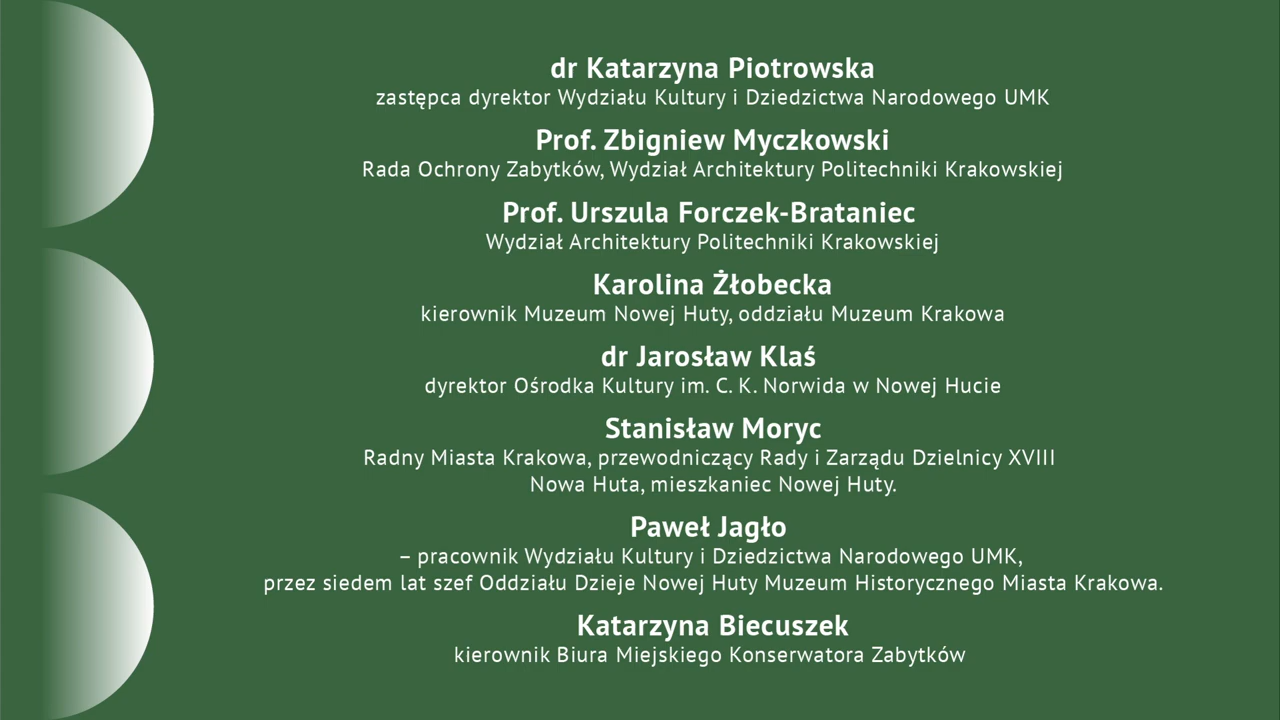 dr Katarzyna Piotrowska
zastępca dyrektor Wydziału Kultury i Dziedzictwa Narodowego UMK
Prof. Zbigniew Myczkowski
Rada Ochrony Zabytków, Wydział Architektury Politechniki Krakowskiej
Prof. Urszula Forczek-Brataniec
Wydział Architektury Politechniki Krakowskiej
Karolina Żłobecka
kierownik Muzeum Nowej Huty, oddziału Muzeum Krakowa
dr Jarosław Klaś
dyrektor Ośrodka Kultury im. C. K. Norwida w Nowej Hucie
Stanisław Moryc
Radny Miasta Krakowa, przewodniczący Rady i Zarządu Dzielnicy XVIII
Nowa Huta, mieszkaniec Nowej Huty.
Paweł Jagło
– pracownik Wydziału Kultury i Dziedzictwa Narodowego UMK,
przez siedem lat szef Oddziału Dzieje Nowej Huty Muzeum Historycznego Miasta Krakowa.
Katarzyna Biecuszek
kierownik Biura Miejskiego Konserwatora Zabytków